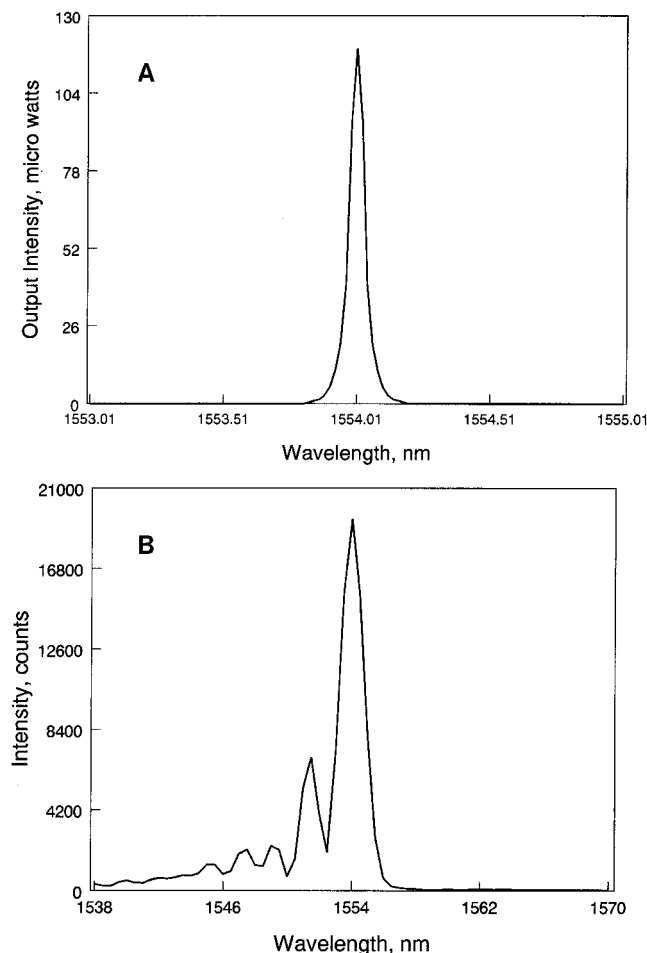 130
A
104
78
52
26
0
Output Intensity, micro watts
1553.01 1553.51 1554.01 1554.51 1555.01
Wavelength, nm
21000
B
16800
12600
8400
4200
0
Intensity, counts
1538 1546 1554 1562 1570
Wavelength, nm